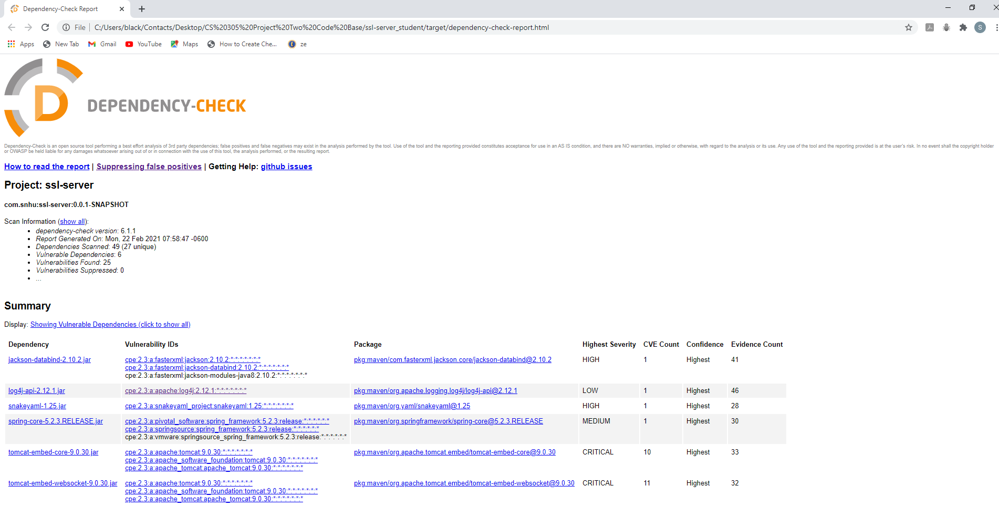 Dependency-Check Report
File
C:/Users/black/Contacts/Desktop/CS%20305%20Project%20Two%20Code%20Base/ssl-server_student/target/dependency-check-report.html
S
Apps New Tab Gmail YouTube Maps How to Create Che... ze
DEPENDENCY-CHECK
Dependency-Check is an open source tool performing a best effort analysis of 3rd party dependencies; false positives and false negatives may exist in the analysis performed by the tool. Use of the tool and the reporting provided constitutes acceptance for use in an AS IS condition, and there are NO warranties, implied or otherwise, with regard to the analysis or its use. Any use of the tool and the reporting provided is at the user's risk. In no event shall the copyright holder
or OWASP be held liable for any damages whatsoever arising out of or in connection with the use of this tool, the analysis performed, or the resulting report.
How to read the report | Suppressing false positives | Getting Help: github issues
Project: ssl-server
com.snhu:ssl-server:0.0.1-SNAPSHOT
Scan Information (show all):
• dependency-check version: 6.1.1
• Report Generated On: Mon, 22 Feb 2021 07:58:47 -0600
• Dependencies Scanned: 49 (27 unique)
• Vulnerable Dependencies: 6
• Vulnerabilities Found: 25
• Vulnerabilities Suppressed: 0
• ...
Summary
Display: Showing Vulnerable Dependencies (click to show all)
Dependency Vulnerability IDs Package Highest Severity CVE Count Confidence Evidence Count
jackson-databind-2.10.2.jar cpe:2.3:a:fasterxml:jackson:2.10.2:*:*:*:*:*:*:* pkg:maven/com.fasterxml.jackson.core/jackson-databind@2.10.2 HIGH 1 Highest 41
cpe:2.3:a:fasterxml:jackson-databind:2.10.2:*:*:*:*:*:*:*
cpe:2.3:a:fasterxml:jackson-modules-java8:2.10.2:*:*:*:*:*:*:*
log4j-api-2.12.1.jar cpe:2.3:a:apache:log4j:2.12.1:*:*:*:*:*:*:* pkg:maven/org.apache.logging.log4j/log4j-api@2.12.1 LOW 1 Highest 46
snakeyaml-1.25.jar cpe:2.3:a:snakeyaml_project:snakeyaml:1.25:*:*:*:*:*:*:* pkg:maven/org.yaml/snakeyaml@1.25 HIGH 1 Highest 28
spring-core-5.2.3.RELEASE.jar cpe:2.3:a:pivotal_software:spring_framework:5.2.3:release:*:*:*:*:*:* pkg:maven/org.springframework/spring-core@5.2.3.RELEASE MEDIUM 1 Highest 30
cpe:2.3:a:springsource:spring_framework:5.2.3:release:*:*:*:*:*:*
cpe:2.3:a:vmware:springsource_spring_framework:5.2.3:release:*:*:*:*:*:*
tomcat-embed-core-9.0.30.jar cpe:2.3:a:apache:tomcat:9.0.30:*:*:*:*:*:*:* pkg:maven/org.apache.tomcat.embed/tomcat-embed-core@9.0.30 CRITICAL 10 Highest 33
cpe:2.3:a:apache_software_foundation:tomcat:9.0.30:*:*:*:*:*:*:*
cpe:2.3:a:apache_tomcat:apache_tomcat:9.0.30:*:*:*:*:*:*:*
tomcat-embed-websocket-9.0.30.jar cpe:2.3:a:apache:tomcat:9.0.30:*:*:*:*:*:*:* pkg:maven/org.apache.tomcat.embed/tomcat-embed-websocket@9.0.30 CRITICAL 11 Highest 32
cpe:2.3:a:apache_software_foundation:tomcat:9.0.30:*:*:*:*:*:*:*
cpe:2.3:a:apache_tomcat:apache_tomcat:9.0.30:*:*:*:*:*:*:*